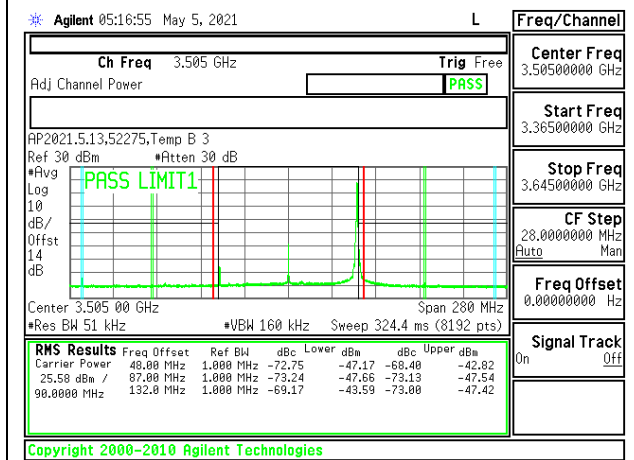 Agilent 05:16:55 May 5, 2021 L
Freq/Channel
Ch Freq 3.505 GHz Trig Free
Adj Channel Power PASS
Center Freq
3.50500000 GHz
Start Freq
3.36500000 GHz
Stop Freq
3.64500000 GHz
CF Step
28.0000000 MHz
Auto Man
Freq Offset
0.00000000 Hz
Signal Track
On Off
AP2021.5.13,52275,Temp B 3
Ref 30 dBm #Atten 30 dB
#Avg
Log
10
dB/
Offst
14
dB
PASS LIMIT1
Center 3.505 00 GHz Span 280 MHz
#Res BW 51 kHz #VBW 160 kHz Sweep 324.4 ms (8192 pts)
RMS Results Freq Offset Ref BW dBc Lower dBm dBc Upper dBm
Carrier Power 48.00 MHz 1.000 MHz -72.75 -47.17 -68.40 -42.82
25.58 dBm / 87.00 MHz 1.000 MHz -73.24 -47.66 -73.13 -47.54
90.0000 MHz 132.0 MHz 1.000 MHz -69.17 -43.59 -73.00 -47.42
Copyright 2000-2010 Agilent Technologies